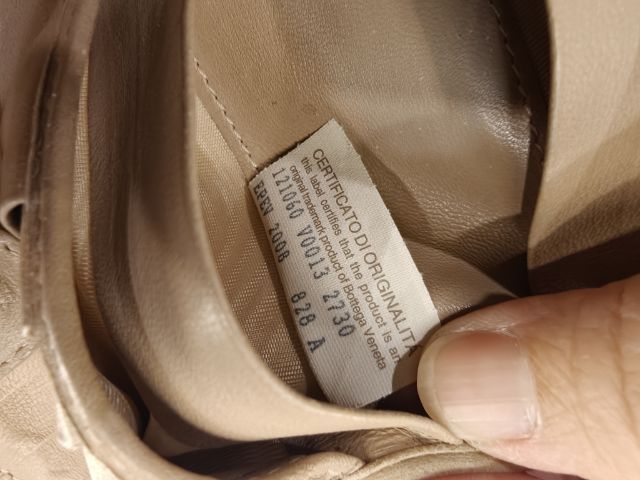 CERTIFICATO DI ORIGINALITA
this label certifies that the product is an
original trademark product of Bottega Veneta
121060 V0013 2730
EPBV 2008 828 A